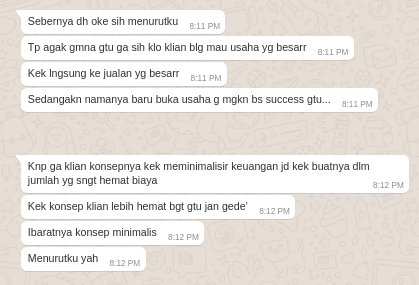 Sebernya dh oke sih menurutku
8:11 PM
Tp agak gmna gtu ga sih klo klian blg mau usaha yg besarr
8:11 PM
Kek lngsung ke jualan yg besarr
8:11 PM
Sedangakn namanya baru buka usaha g mgkn bs success gtu...
8:11 PM
Knp ga klian konsepnya kek meminimalisir keuangan jd kek buatnya dlm
jumlah yg sngt hemat biaya
8:12 PM
Kek konsep klian lebih hemat bgt gtu jan gede'
8:12 PM
Ibaratnya konsep minimalis
8:12 PM
Menurutku yah
8:12 PM